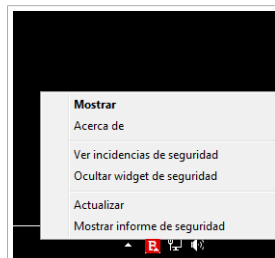 Mostrar
Acerca de
Ver incidencias de seguridad
Ocultar widget de seguridad
Actualizar
Mostrar informe de seguridad
B